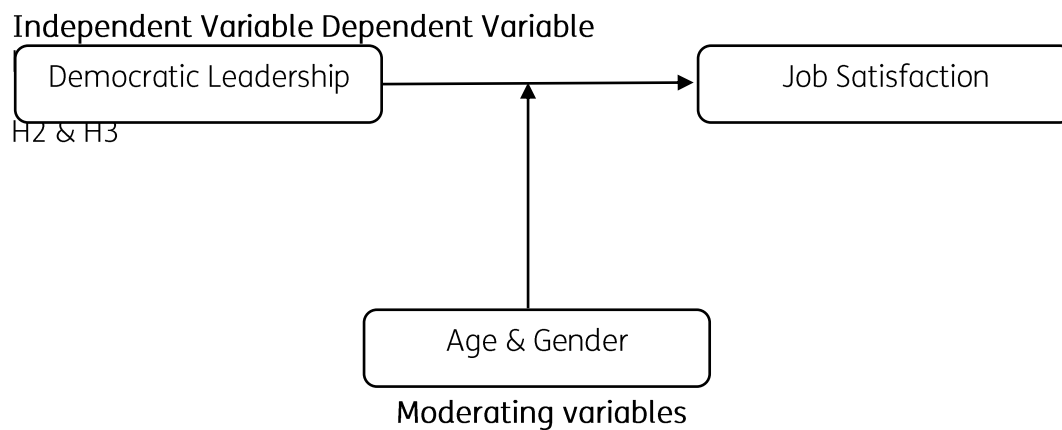 Independent Variable Dependent Variable
Democratic Leadership
Job Satisfaction
H2 & H3
Age & Gender
Moderating variables